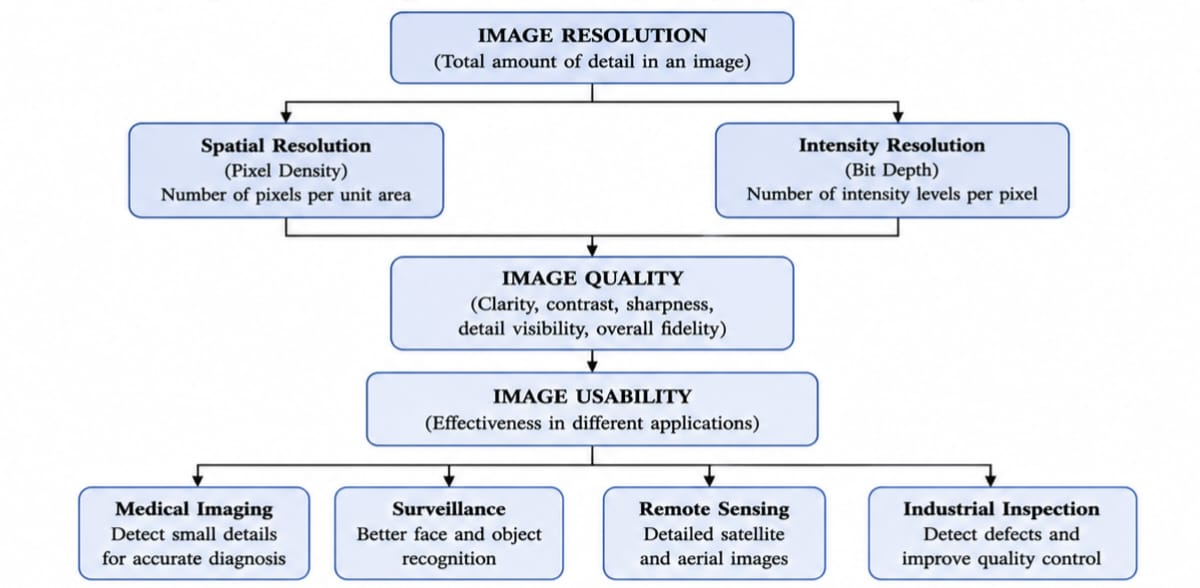 IMAGE RESOLUTION
(Total amount of detail in an image)
Spatial Resolution
(Pixel Density)
Number of pixels per unit area
Intensity Resolution
(Bit Depth)
Number of intensity levels per pixel
IMAGE QUALITY
(Clarity, contrast, sharpness,
detail visibility, overall fidelity)
IMAGE USABILITY
(Effectiveness in different applications)
Medical Imaging
Detect small details
for accurate diagnosis
Surveillance
Better face and object
recognition
Remote Sensing
Detailed satellite
and aerial images
Industrial Inspection
Detect defects and
improve quality control